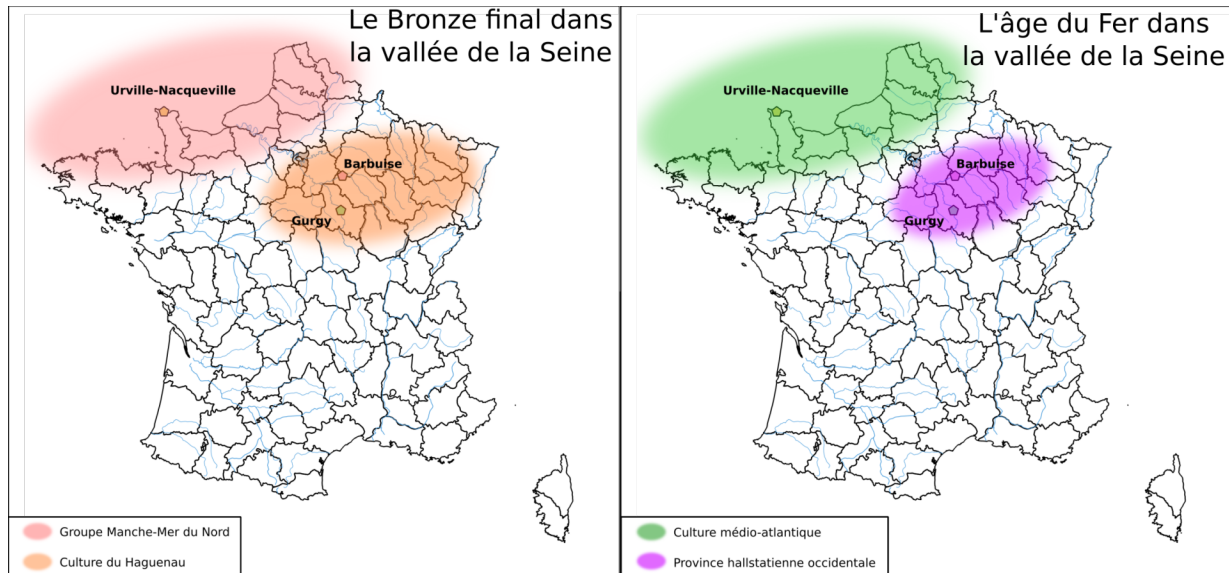 Le Bronze final dans
la vallée de la Seine
Urville-Nacqueville
Barbuise
Gurgy
Groupe Manche-Mer du Nord
Culture du Haguenau
L'âge du Fer dans
la vallée de la Seine
Urville-Nacqueville
Barbuise
Gurgy
Culture médio-atlantique
Province hallstatienne occidentale